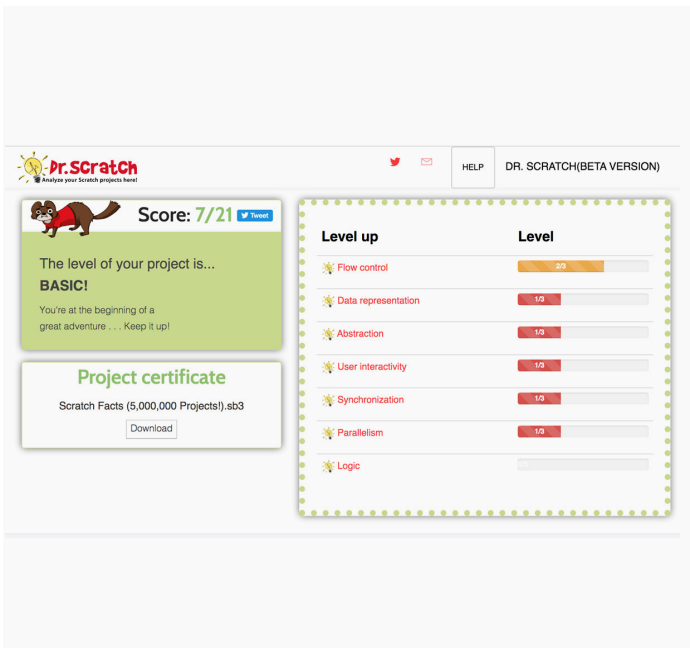 Dr.Scratch
Analyze your Scratch projects here!
HELP
DR. SCRATCH(BETA VERSION)
Score: 7/21 Tweet
The level of your project is...
BASIC!
You're at the beginning of a
great adventure . . . Keep it up!
Project certificate
Scratch Facts (5,000,000 Projects!).sb3
Download
Level up Level
Flow control 2/3
Data representation 1/3
Abstraction 1/3
User interactivity 1/3
Synchronization 1/3
Parallelism 1/3
Logic